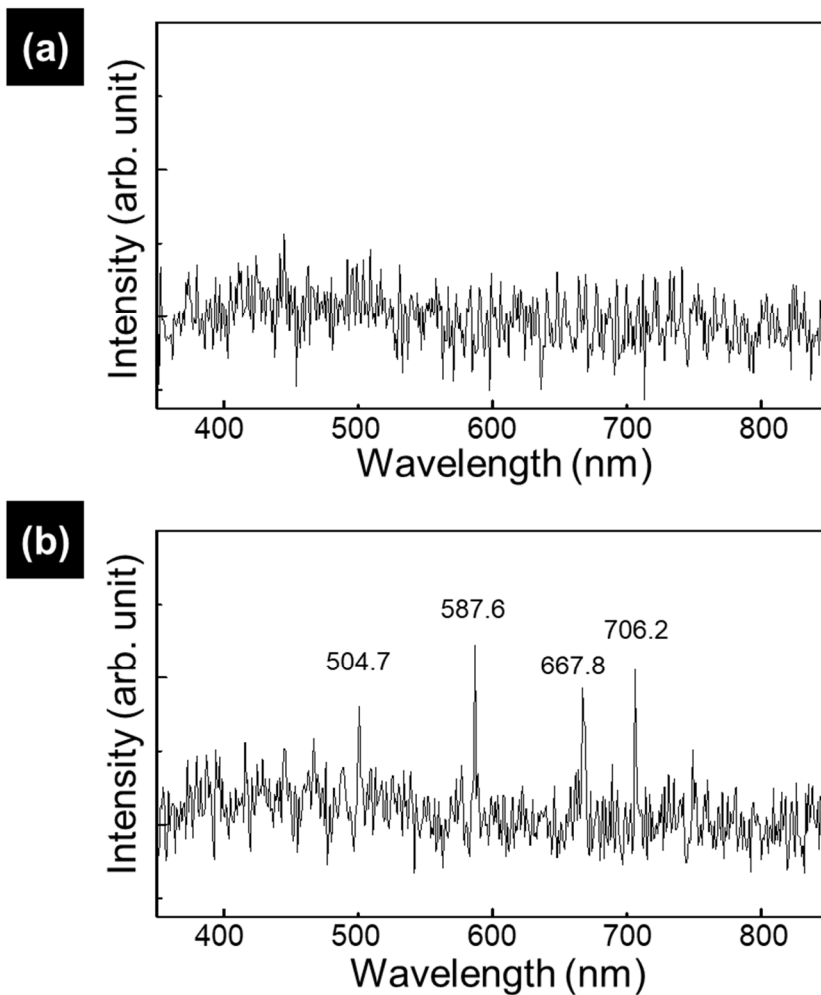 (a)
Intensity (arb. unit)
400 500 600 700 800
Wavelength (nm)
(b)
Intensity (arb. unit)
504.7
587.6
667.8
706.2
400 500 600 700 800
Wavelength (nm)